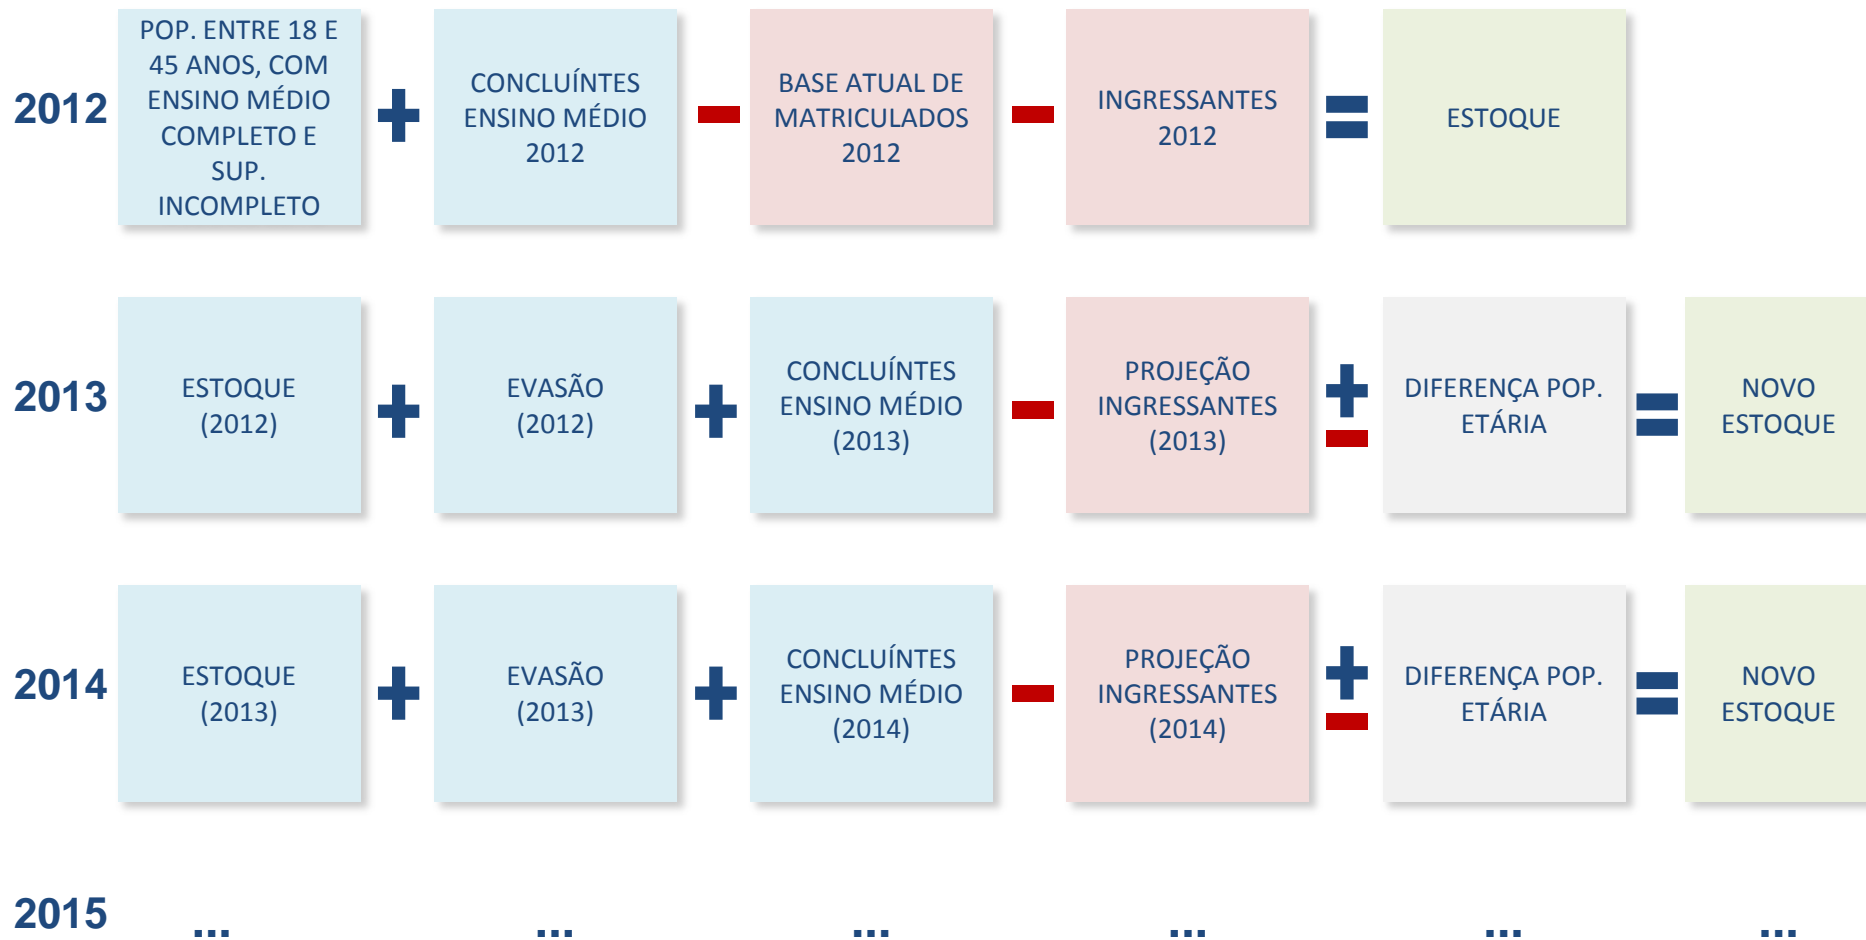 2012
POP. ENTRE 18 E
45 ANOS, COM
ENSINO MÉDIO
COMPLETO E
SUP.
INCOMPLETO
+
CONCLUÍNTES
ENSINO MÉDIO
2012
-
BASE ATUAL DE
MATRICULADOS
2012
-
INGRESSANTES
2012
=
ESTOQUE
2013
ESTOQUE
(2012)
+
EVASÃO
(2012)
+
CONCLUÍNTES
ENSINO MÉDIO
(2013)
-
PROJEÇÃO
INGRESSANTES
(2013)
+
-
DIFERENÇA POP.
ETÁRIA
=
NOVO
ESTOQUE
2014
ESTOQUE
(2013)
+
EVASÃO
(2013)
+
CONCLUÍNTES
ENSINO MÉDIO
(2014)
-
PROJEÇÃO
INGRESSANTES
(2014)
+
-
DIFERENÇA POP.
ETÁRIA
=
NOVO
ESTOQUE
2015
... ... ... ... ... ...